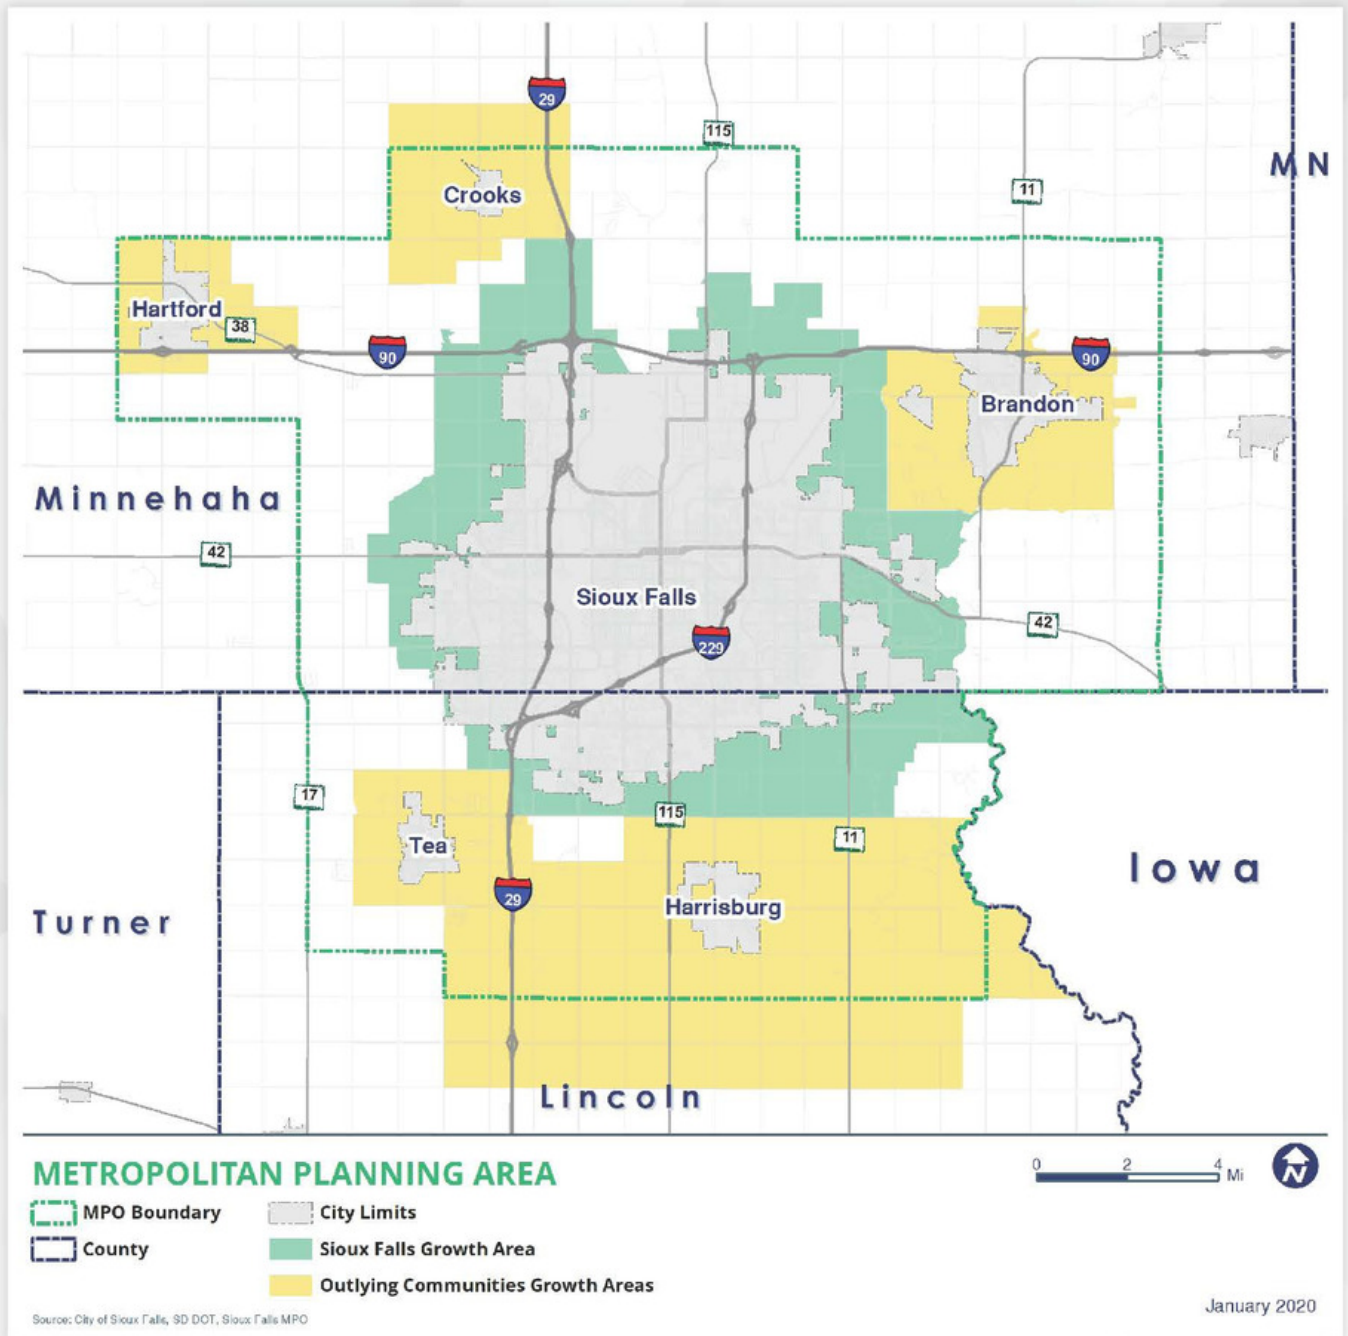 29
115
MN
11
Crooks
Hartford
38
90
90
Brandon
Minnehaha
42
Sioux Falls
42
229
17
115
11
Tea
Iowa
29
Harrisburg
Turner
Lincoln
METROPOLITAN PLANNING AREA
0 2 4 Mi
N
MPO Boundary
City Limits
County
Sioux Falls Growth Area
Outlying Communities Growth Areas
January 2020
Source: City of Sioux Falls, SD DOT, Sioux Falls MPO